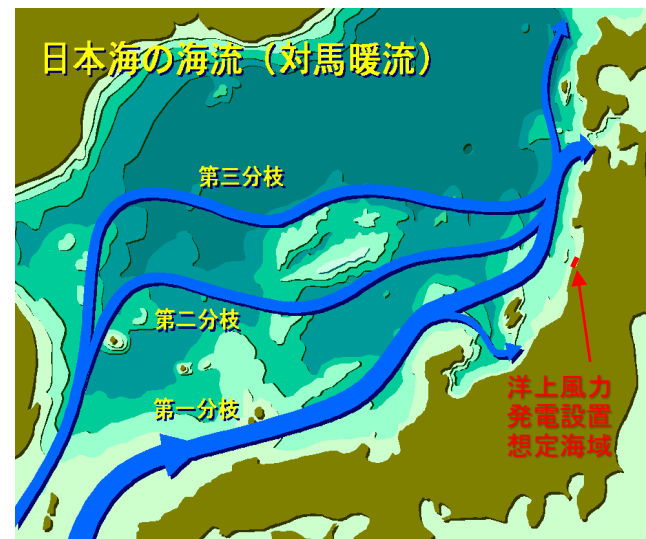 日本海の海流（対馬暖流）
第三分枝
第二分枝
第一分枝
洋上風力
発電設置
想定海域